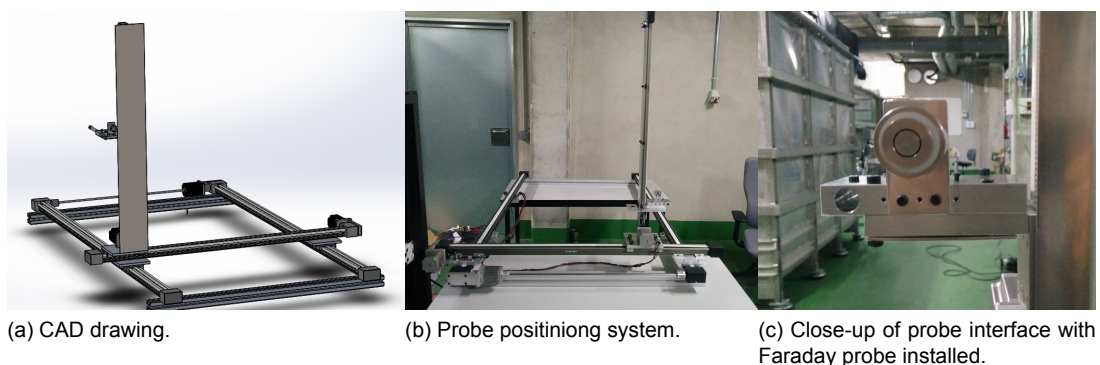 (a) CAD drawing.
(b) Probe positiniong system.
(c) Close-up of probe interface with
Faraday probe installed.